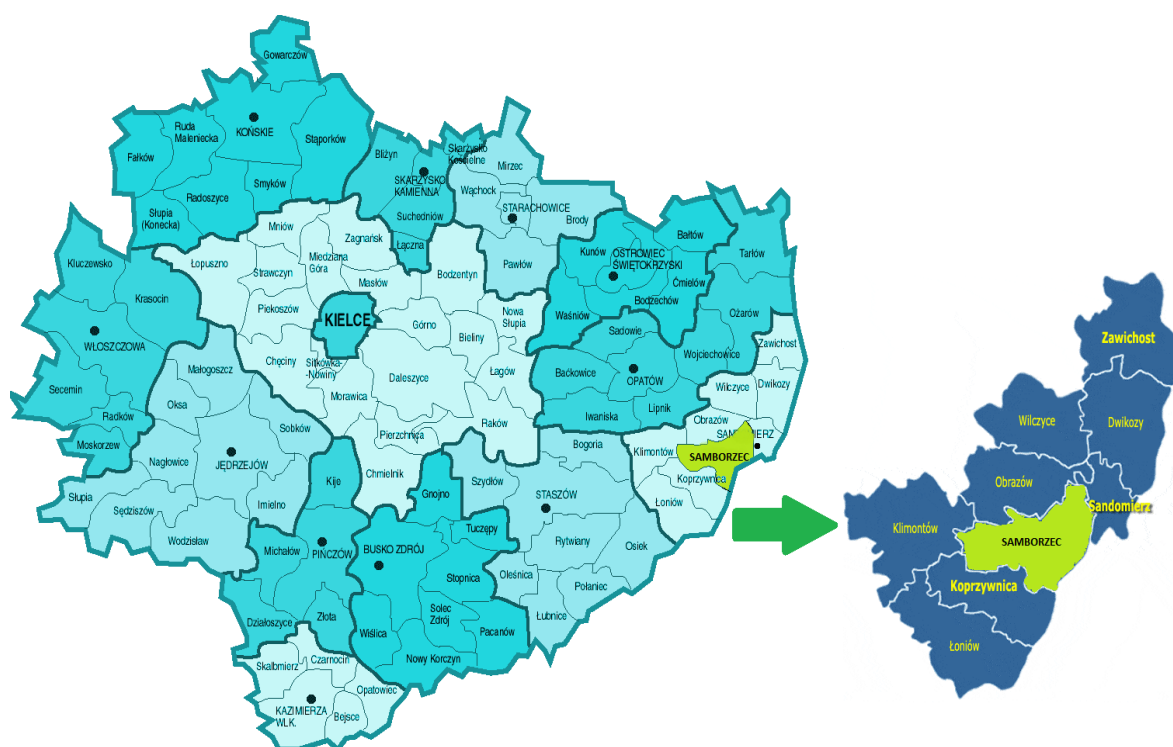 Gowarczów
KOŃSKIE
Ruda
Maleniecka
Stąporków
Fałków
Smyków
Radoszyce
Słupia
(Konecka)
Bliżyn
Skarżysko
Kościelne
SKARŻYSKO
KAMIENNA
Suchedniów
Łączna
Mirzec
Wąchock
STARACHOWICE
Brody
Pawłów
Kluczewsko
Krasocin
WŁOSZCZOWA
Secemin
Radków
Moskorzew
Mniów
Zagnańsk
Łopuszno
Strawczyn
Miedziana
Góra
Masłów
Bodzentyn
Piekoszów
KIELCE
Górno
Bieliny
Nowa
Słupia
Chęciny
Sitkówka-
Nowiny
Morawica
Daleszyce
Łagów
Pierzchnica
Raków
Chmielnik
Bałtów
Kunów
OSTROWIEC
ŚWIĘTOKRZYSKI
Ćmielów
Bodzechów
Waśniów
Tarłów
Ożarów
Sadowie
Wojciechowice
Baćkowice
OPATÓW
Iwaniska
Lipnik
Zawichost
Dwikozy
Wilczyce
Obrazów
SANDOMIERZ
SAMBORZEC
Klimontów
Koprzywnica
Łoniów
Małogoszcz
Oksa
Sobków
Nagłowice
JĘDRZEJÓW
Słupia
Sędziszów
Imielno
Wodzisław
Kije
Michałów
PIŃCZÓW
Działoszyce
Złota
Gnojno
Tuczępy
BUSKO ZDRÓJ
Stopnica
Solec
Zdrój
Wiślica
Pacanów
Nowy Korczyn
Bogoria
Szydłów
STASZÓW
Rytwiany
Osiek
Oleśnica
Połaniec
Łubnice
Skalbmierz
Czarnocin
Opatowiec
KAZIMIERZA
WLK.
Bejsce
Zawichost
Wilczyce
Dwikozy
Obrazów
Sandomierz
Klimontów
SAMBORZEC
Koprzywnica
Łoniów